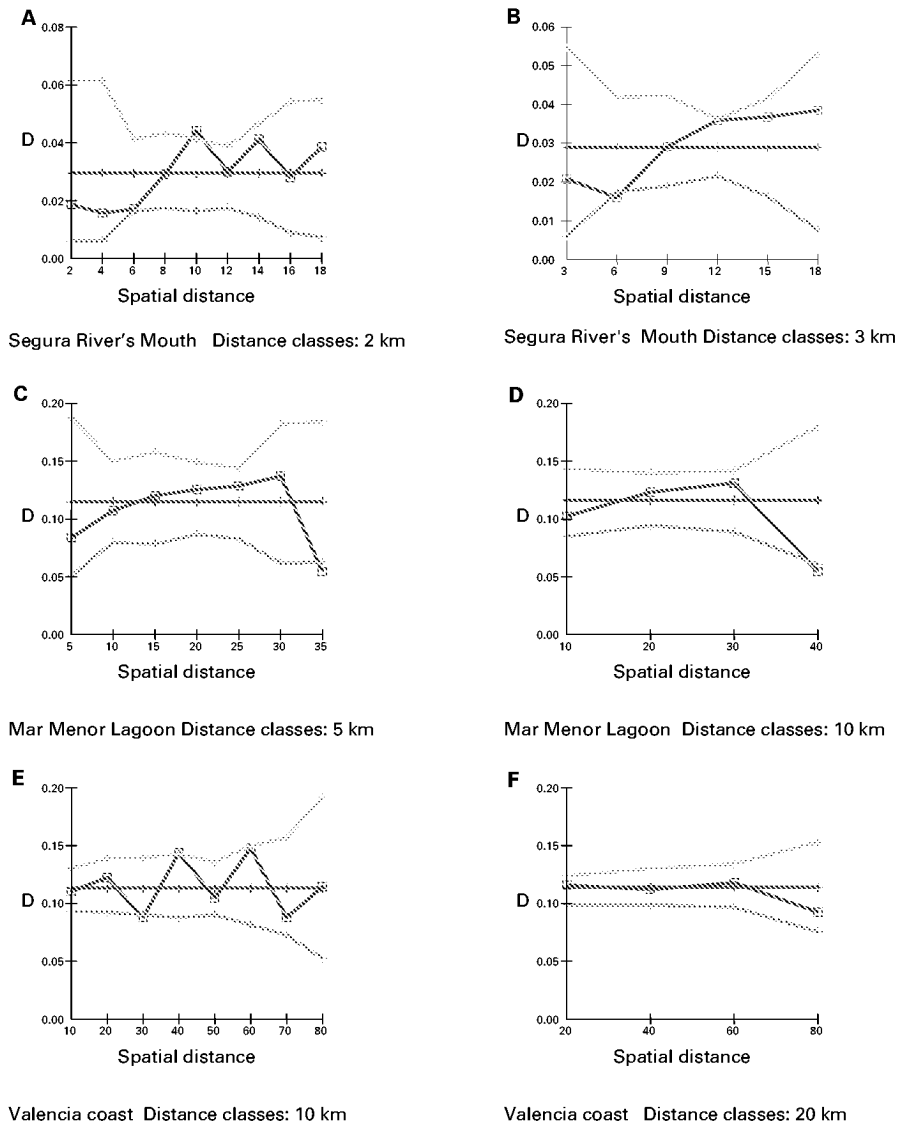 A
0.08
0.06
D 0.04
0.02
0.00
2 4 6 8 10 12 14 16 18
Spatial distance
Segura River's Mouth Distance classes: 2 km
B
0.06
0.05
0.04
D 0.03
0.02
0.01
0.00
3 6 9 12 15 18
Spatial distance
Segura River's Mouth Distance classes: 3 km
C
0.20
0.15
D 0.10
0.05
0.00
5 10 15 20 25 30 35
Spatial distance
Mar Menor Lagoon Distance classes: 5 km
D
0.20
0.15
D 0.10
0.05
0.00
10 20 30 40
Spatial distance
Mar Menor Lagoon Distance classes: 10 km
E
0.20
0.15
D 0.10
0.05
0.00
10 20 30 40 50 60 70 80
Spatial distance
Valencia coast Distance classes: 10 km
F
0.20
0.15
D 0.10
0.05
0.00
20 40 60 80
Spatial distance
Valencia coast Distance classes: 20 km